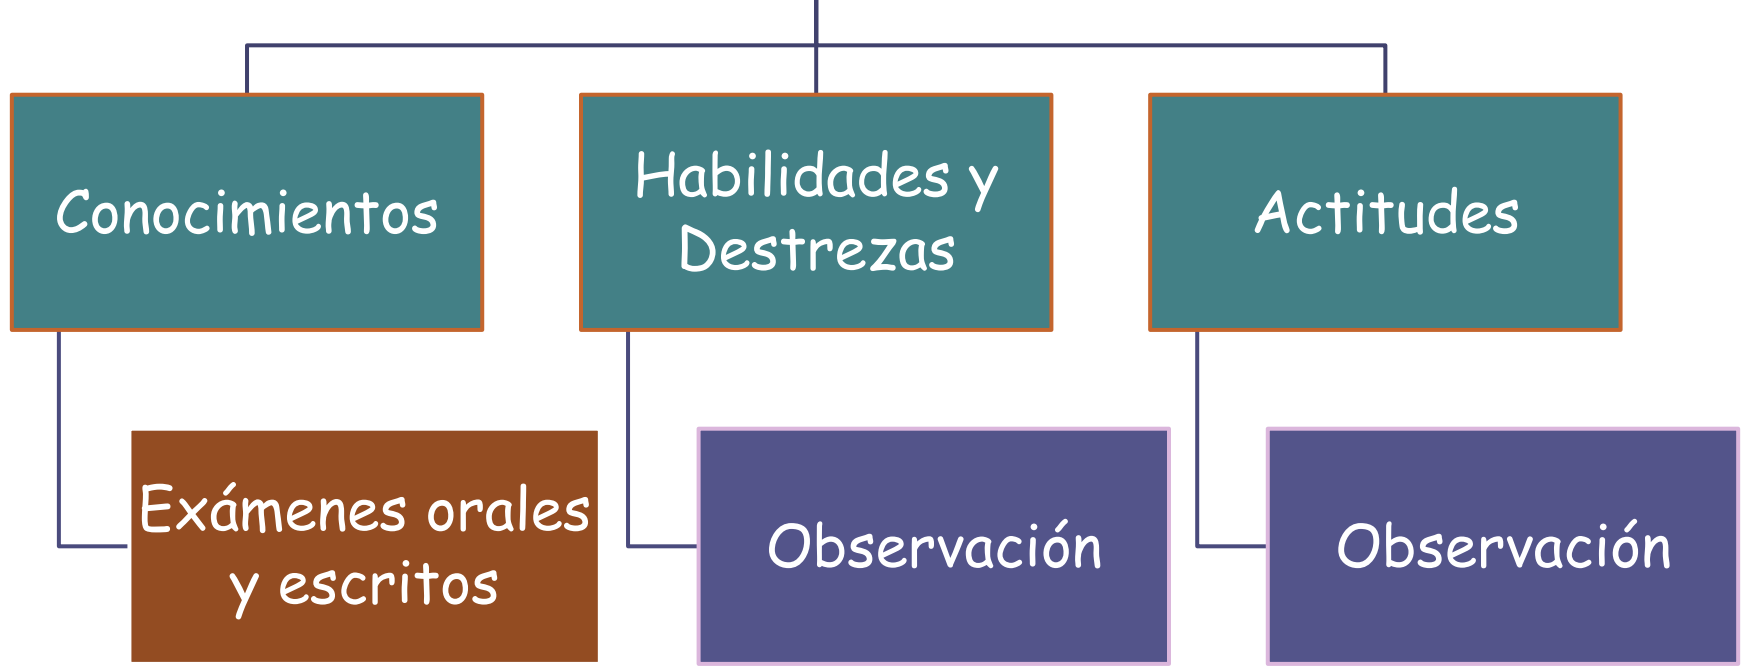 Conocimientos
Habilidades y
Destrezas
Actitudes
Exámenes orales
y escritos
Observación
Observación